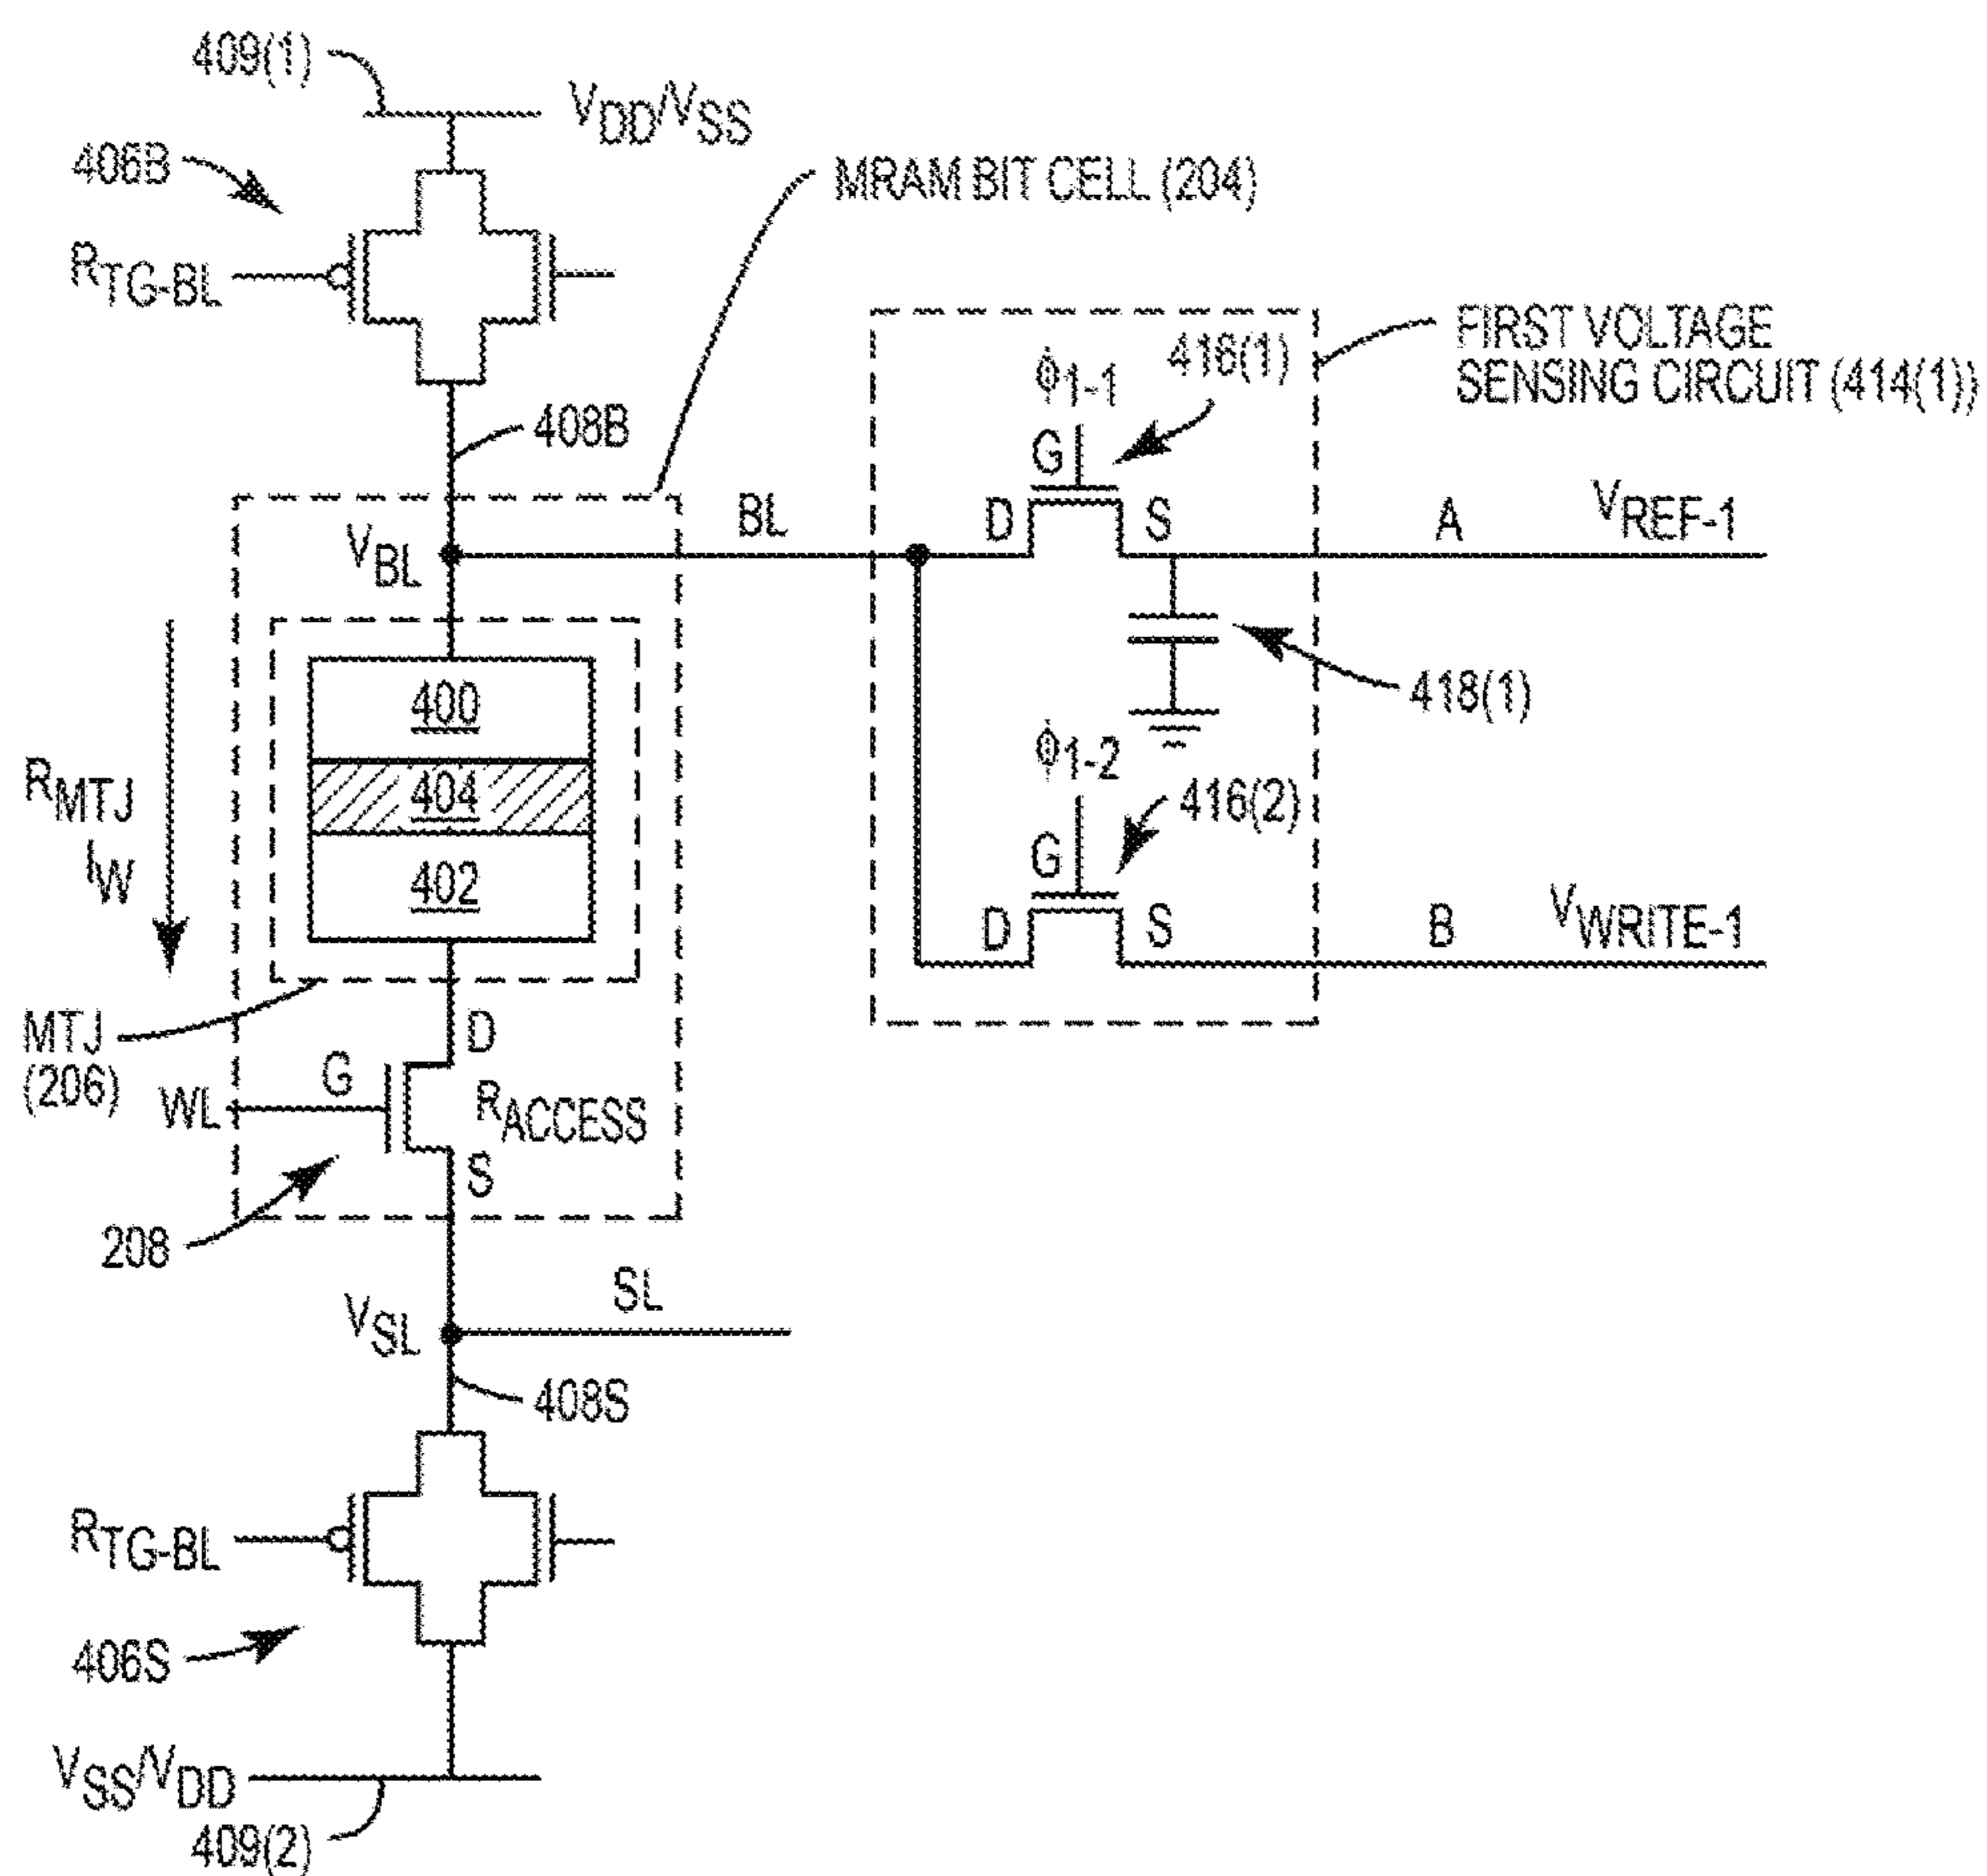 409(1)
VDD/VSS
406B
MRAM BIT CELL (204)
RTG-BL
FIRST VOLTAGE
SENSING CIRCUIT (414(1))
ϕ1-1
416(1)
408B
G
BL
D
S
A
VREF-1
VBL
400
418(1)
ϕ1-2
RMTJ
404
416(2)
IW
402
G
D
S
B
VWRITE-1
MTJ
(206)
D
G
WL
RACCESS
S
208
SL
VSL
408S
RTG-BL
406S
VSS/VDD
409(2)